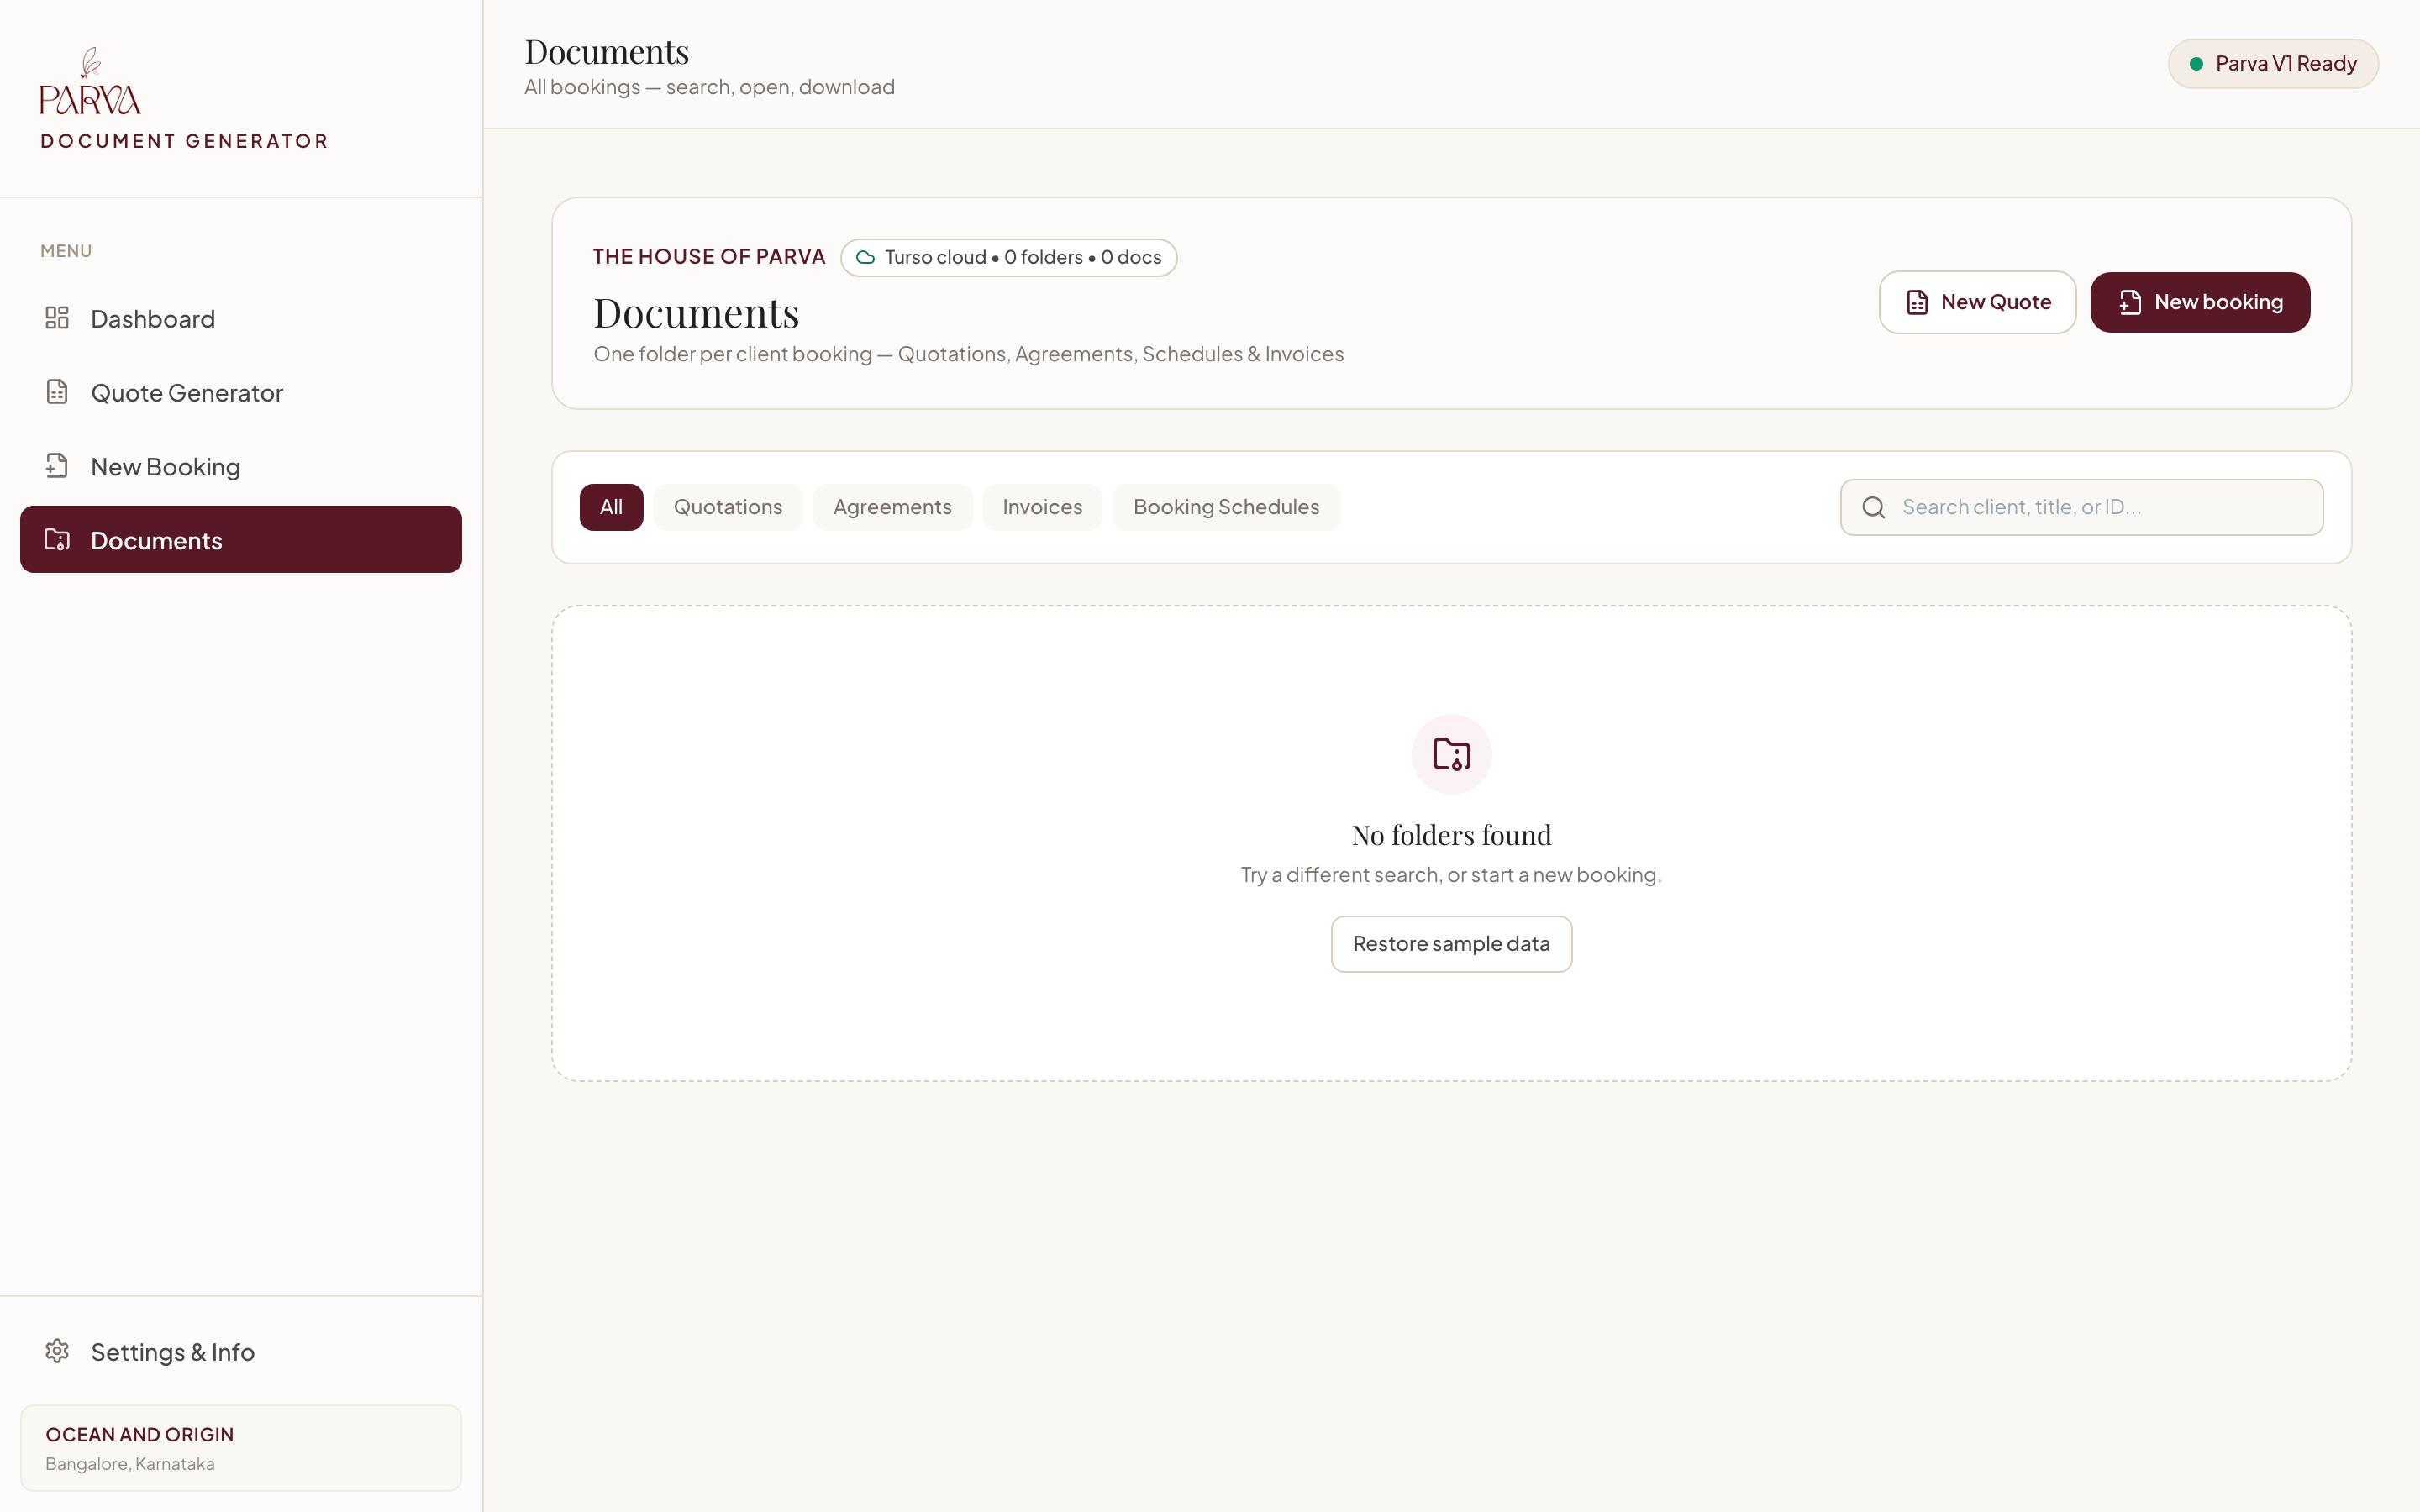 PARVA
DOCUMENT GENERATOR
MENU
Dashboard
Quote Generator
New Booking
Documents
Settings & Info
OCEAN AND ORIGIN
Bangalore, Karnataka
Documents
All bookings — search, open, download
Parva V1 Ready
THE HOUSE OF PARVA
Turso cloud • 0 folders • 0 docs
Documents
One folder per client booking — Quotations, Agreements, Schedules & Invoices
New Quote
New booking
All
Quotations
Agreements
Invoices
Booking Schedules
Search client, title, or ID...
No folders found
Try a different search, or start a new booking.
Restore sample data